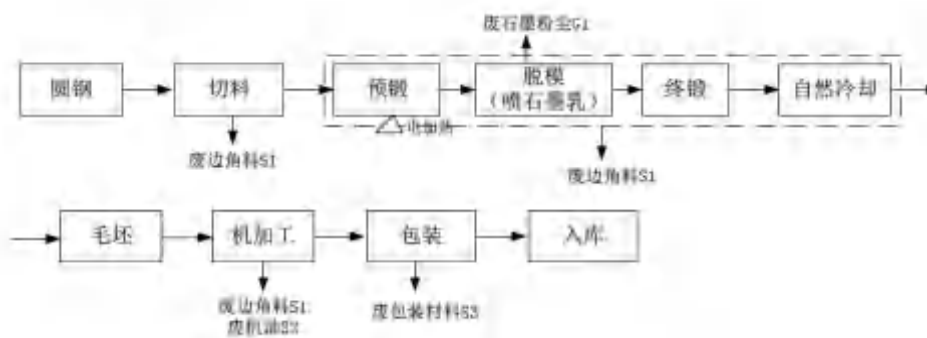 废石墨粉尘G1
圆钢
切料
预锻
脱模
（喷石墨乳）
终锻
自然冷却
电加热
废边角料S1
废边角料S1
毛坯
机加工
包装
入库
废边角料S1
废机油S2
废包装材料S3